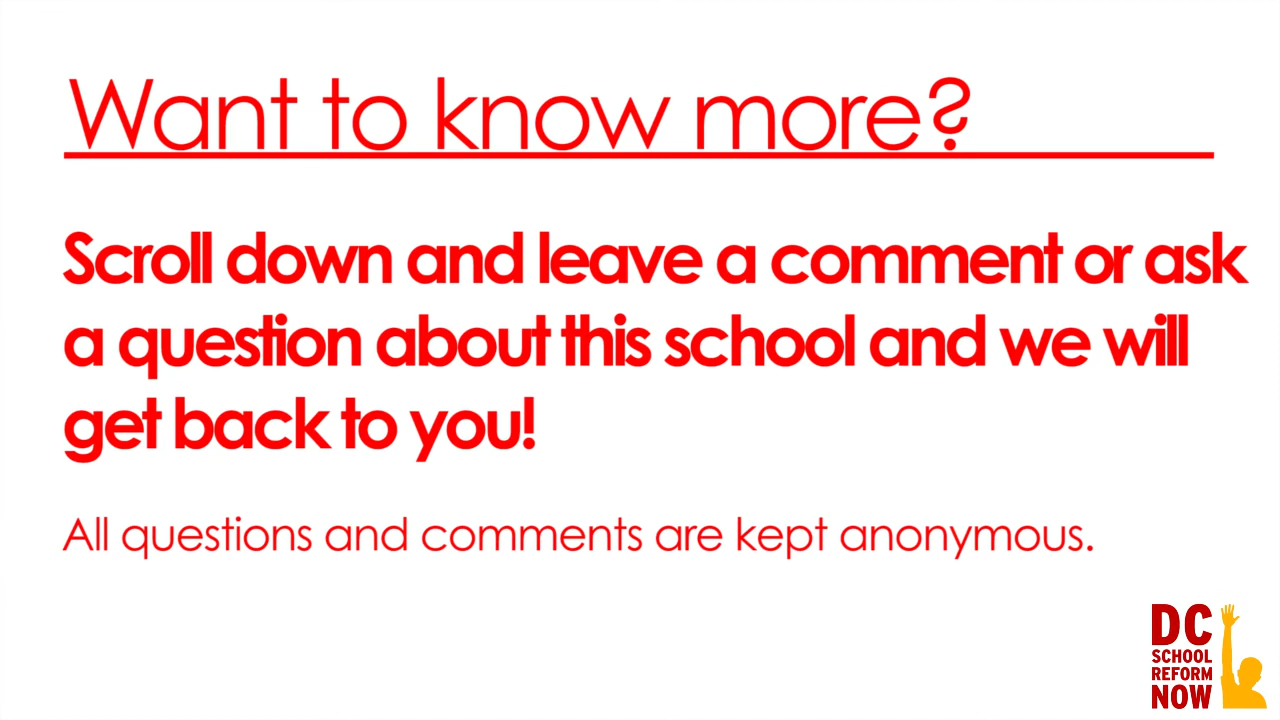 Want to know more?
Scroll down and leave a comment or ask
a question about this school and we will
get back to you!
All questions and comments are kept anonymous.
DC
SCHOOL
REFORM
NOW